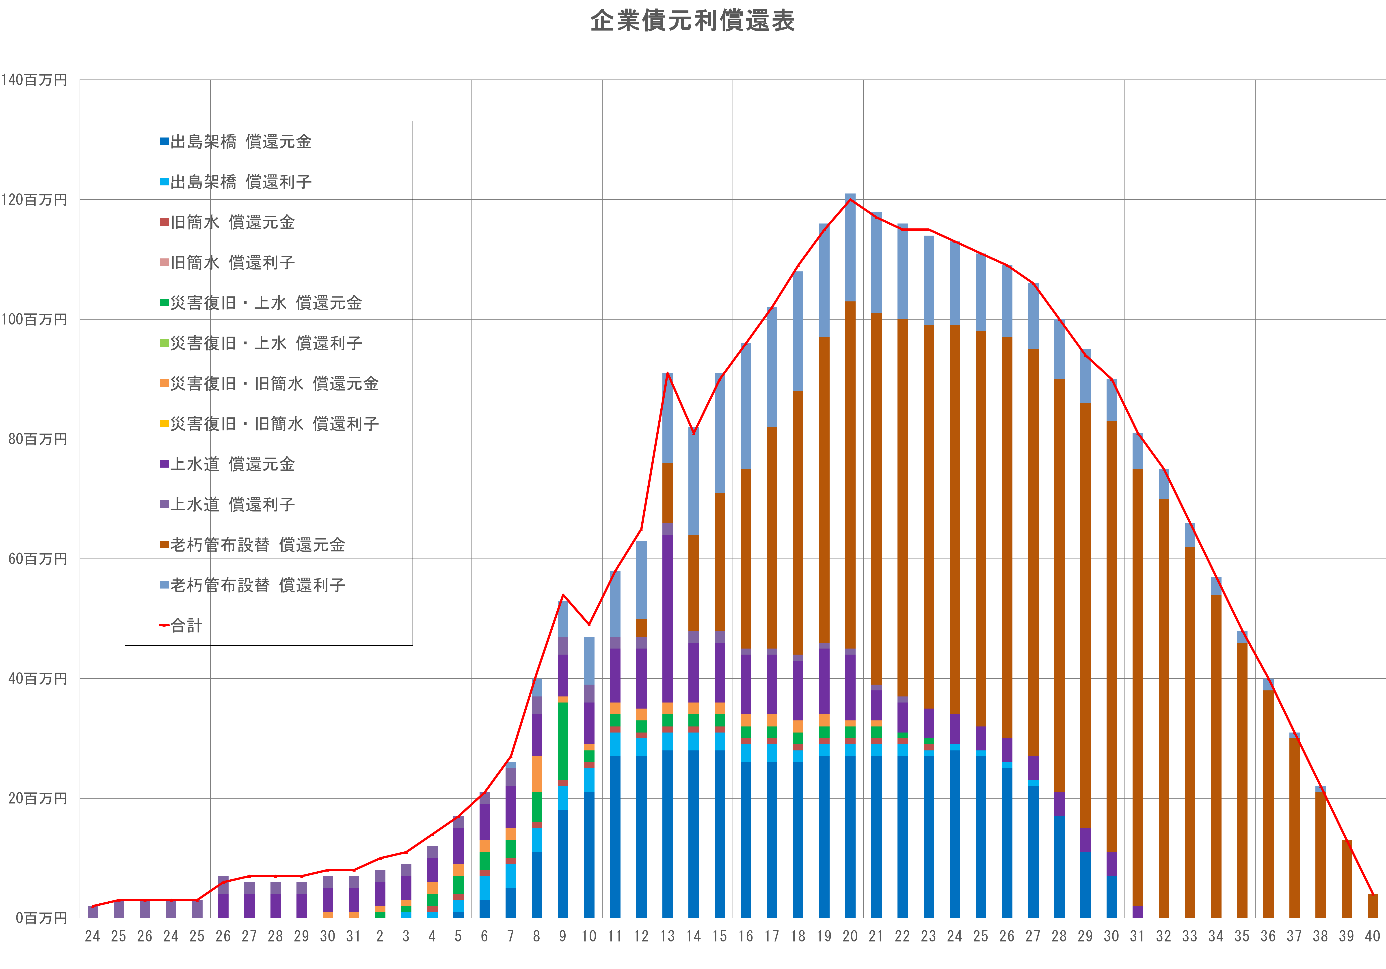 企業債元利償還表
140百万円
120百万円
100百万円
80百万円
60百万円
40百万円
20百万円
0百万円
出島架橋 償還元金
出島架橋 償還利子
旧簡水 償還元金
旧簡水 償還利子
災害復旧・上水 償還元金
災害復旧・上水 償還利子
災害復旧・旧簡水 償還元金
災害復旧・旧簡水 償還利子
上水道 償還元金
上水道 償還利子
老朽管布設替 償還元金
老朽管布設替 償還利子
合計
24 25 26 24 25 26 27 28 29 30 31 2 3 4 5 6 7 8 9 10 11 12 13 14 15 16 17 18 19 20 21 22 23 24 25 26 27 28 29 30 31 32 33 34 35 36 37 38 39 40